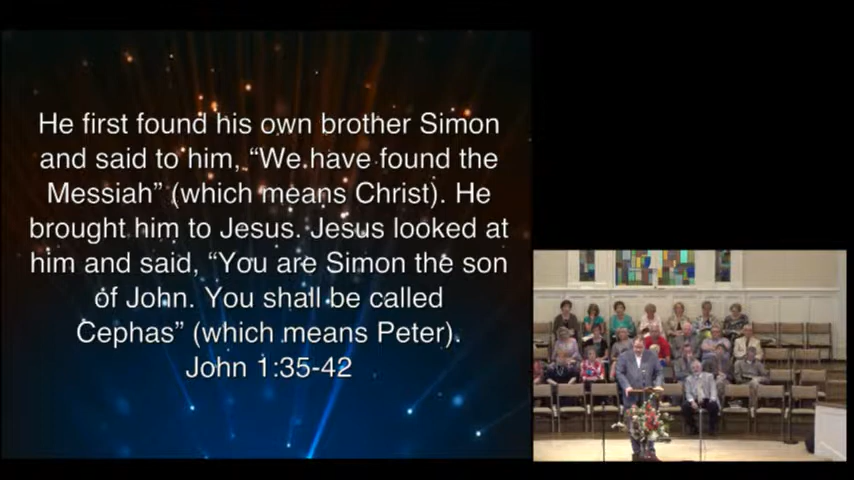 He first found his own brother Simon
and said to him, “We have found the
Messiah” (which means Christ). He
brought him to Jesus. Jesus looked at
him and said, “You are Simon the son
of John. You shall be called
Cephas” (which means Peter).
John 1:35-42